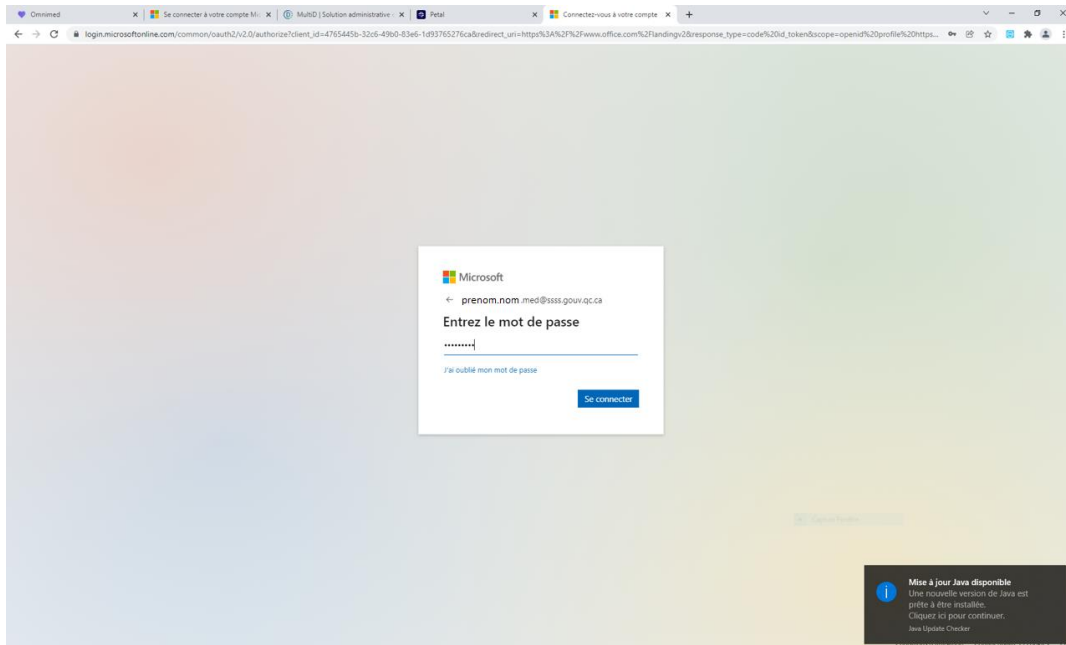 Omnimed
Se connecter à votre compte Mi
MultiD | Solution administrative -
Petal
Connectez-vous à votre compte
login.microsoftonline.com/common/oauth2/v2.0/authorize?client_id=4765445b-32c6-49b0-83e6-1d93765276ca&redirect_uri=https%3A%2F%2Fwww.office.com%2Flandingv2&response_type=code%20id_token&scope=openid%20profile%20https...
Microsoft
prenom.nom.med@ssss.gouv.qc.ca
Entrez le mot de passe
•••••••••
J'ai oublié mon mot de passe
Se connecter
Mise à jour Java disponible
Une nouvelle version de Java est
prête à être installée.
Cliquez ici pour continuer.
Java Update Checker